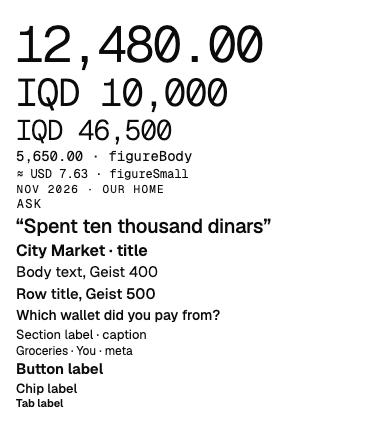 12,480.00
IQD 10,000
IQD 46,500
5,650.00 · figureBody
≈ USD 7.63 · figureSmall
NOV 2026 · OUR HOME
ASK
“Spent ten thousand dinars”
City Market · title
Body text, Geist 400
Row title, Geist 500
Which wallet did you pay from?
Section label · caption
Groceries · You · meta
Button label
Chip label
Tab label